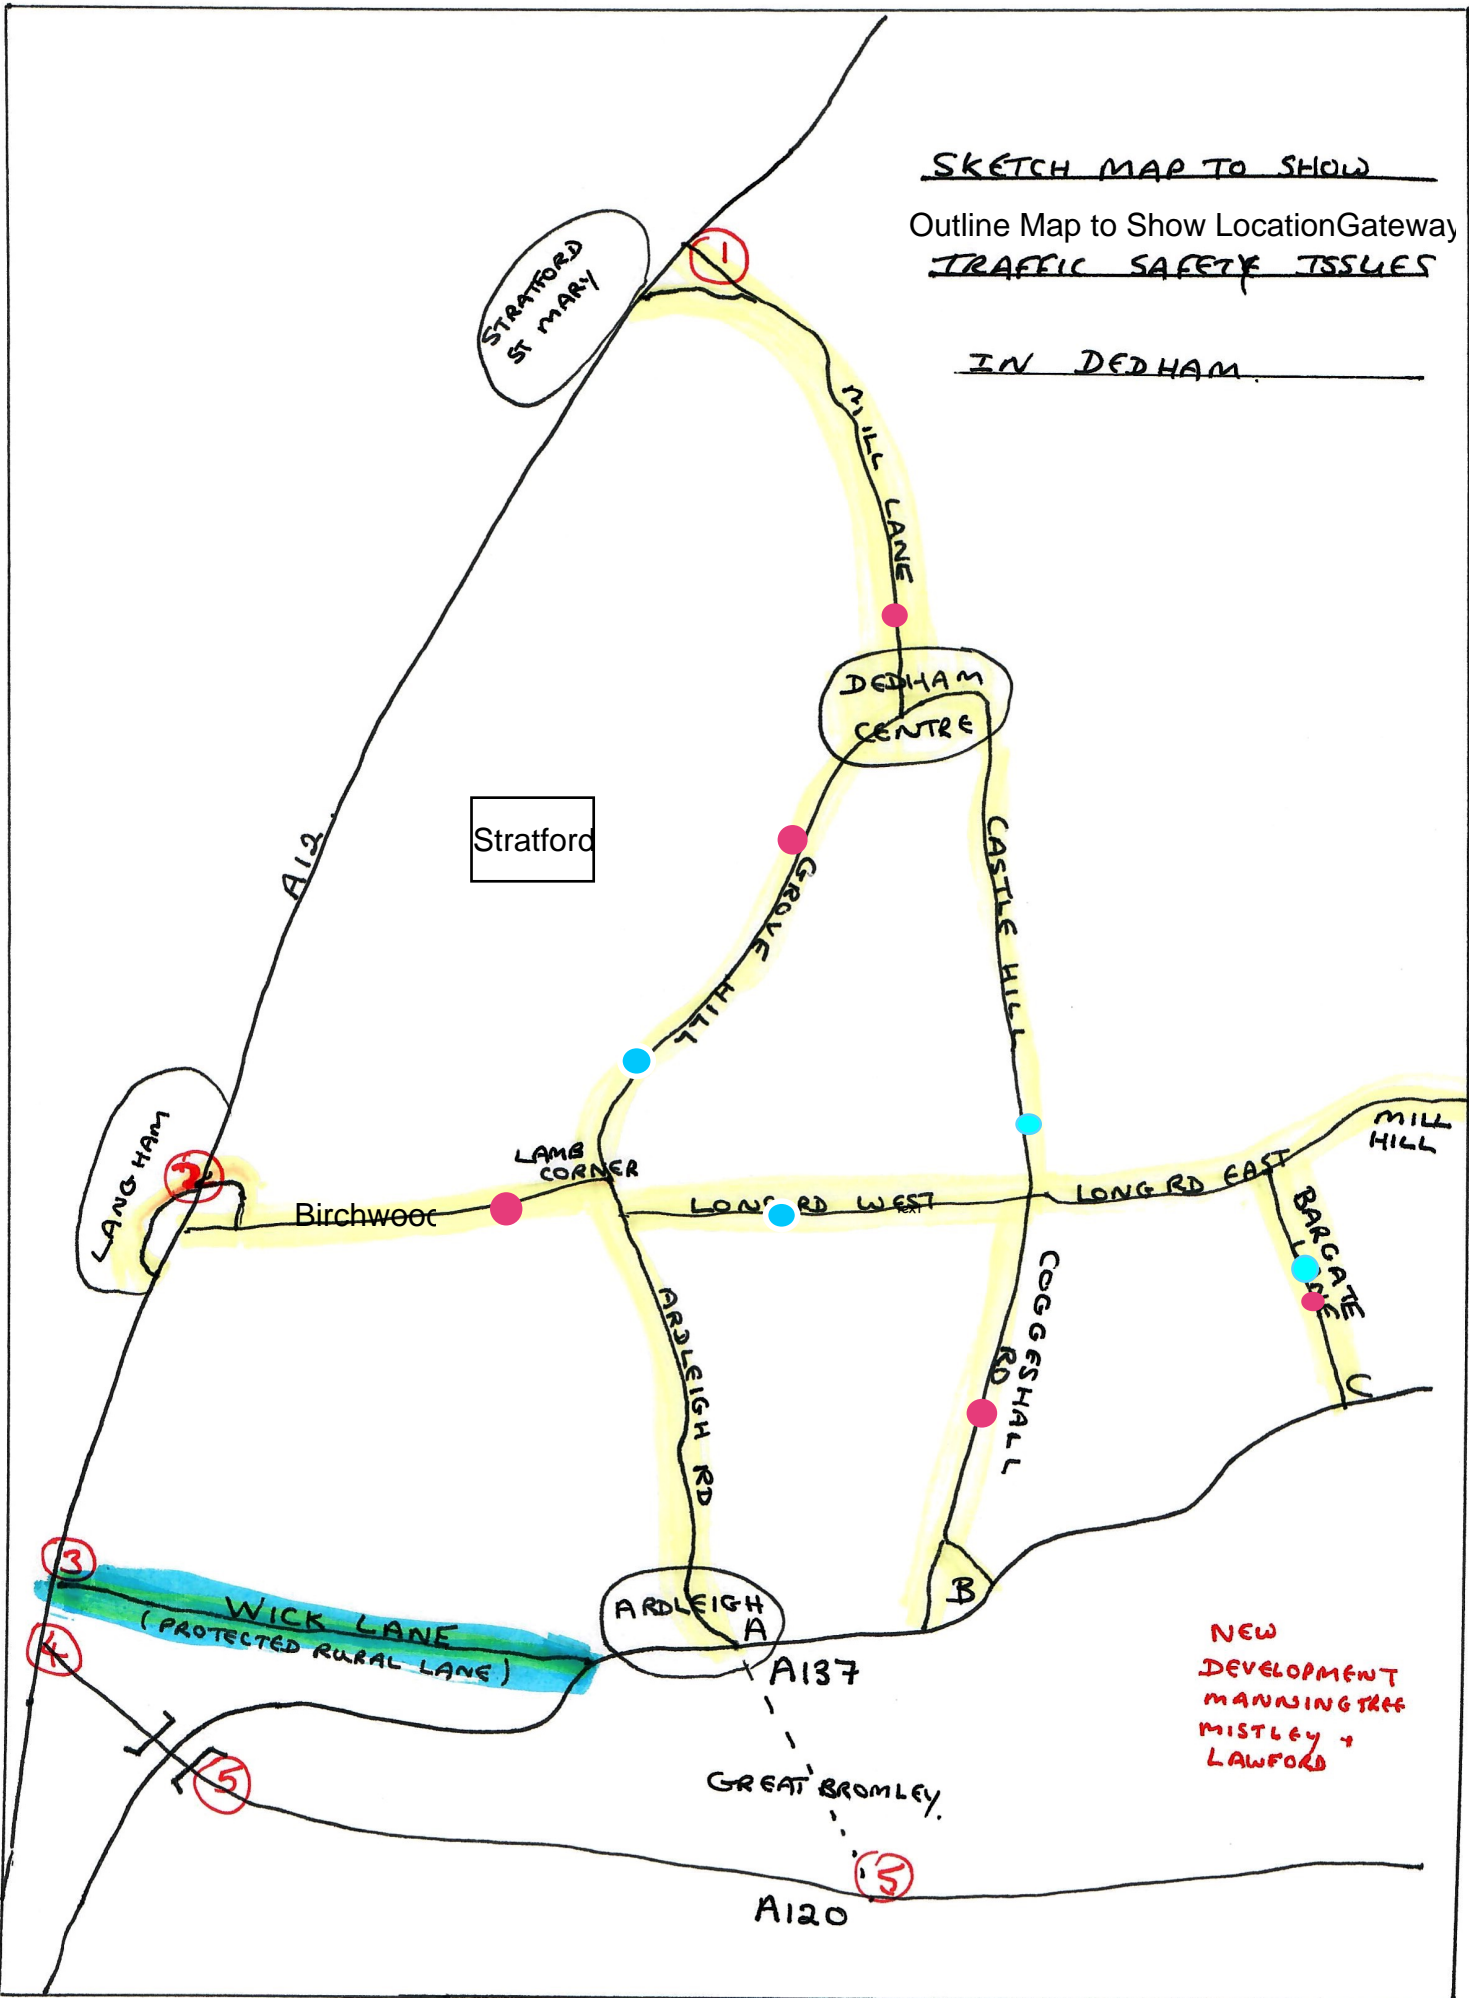 SKETCH MAP TO SHOW
Outline Map to Show LocationGateway
TRAFFIC SAFETY ISSUES
IN DEDHAM.
1
STRATFORD
ST MARY
MILL LANE
DEDHAM
CENTRE
Stratford
A12
GROVE HILL
CASTLE HILL
LANGHAM
2
LAMB
CORNER
Birchwood
LONG RD WEST
Text
LONG RD EAST
MILL
HILL
BARGATE
LANE
ARDLEIGH RD
COGGESHALL
RD
C
3
WICK LANE
(PROTECTED RURAL LANE)
4
ARDLEIGH
A
B
A137
NEW
DEVELOPMENT
MANNINGTREE
MISTLEY +
LAWFORD
5
GREAT BROMLEY.
5
A120